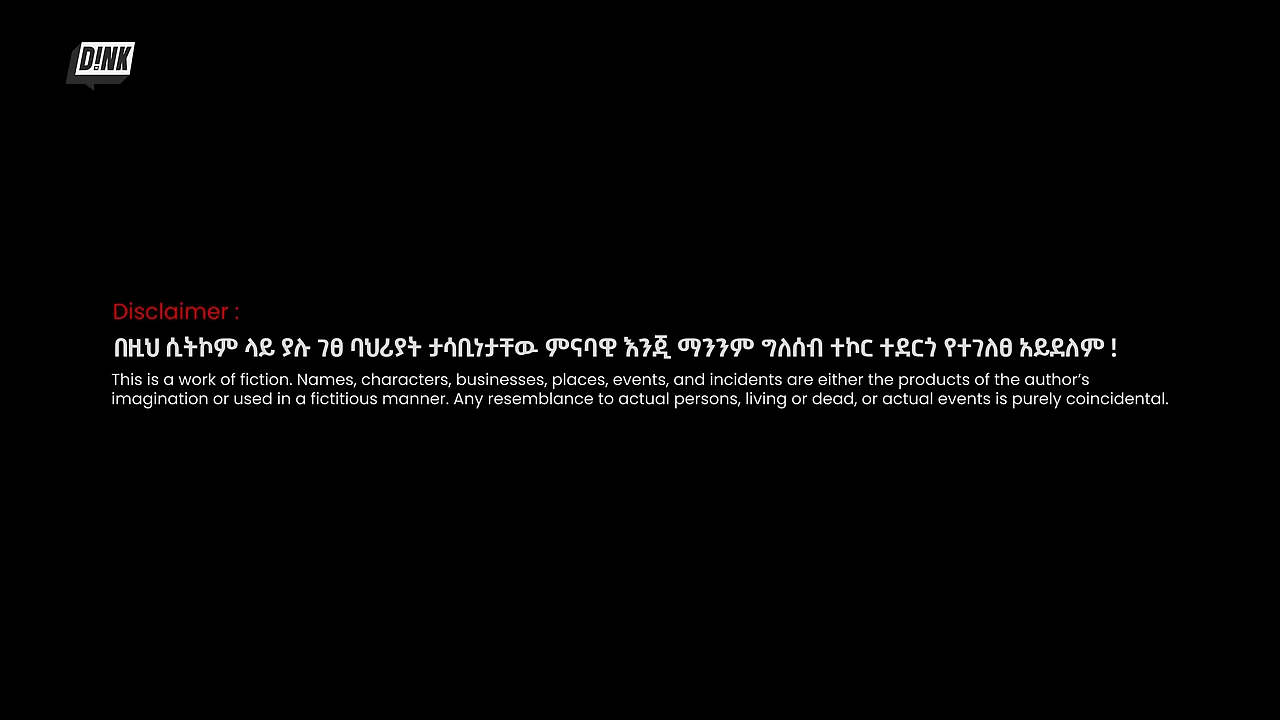 D!NK
Disclaimer :
በዚህ ሲትኮም ላይ ያሉ ገፀ ባህሪያት ታሳቢነታቸው ምናባዊ እንጂ ማንንም ግለሰብ ተኮር ተደርጎ የተገለፀ አይደለም !
This is a work of fiction. Names, characters, businesses, places, events, and incidents are either the products of the author’s
imagination or used in a fictitious manner. Any resemblance to actual persons, living or dead, or actual events is purely coincidental.